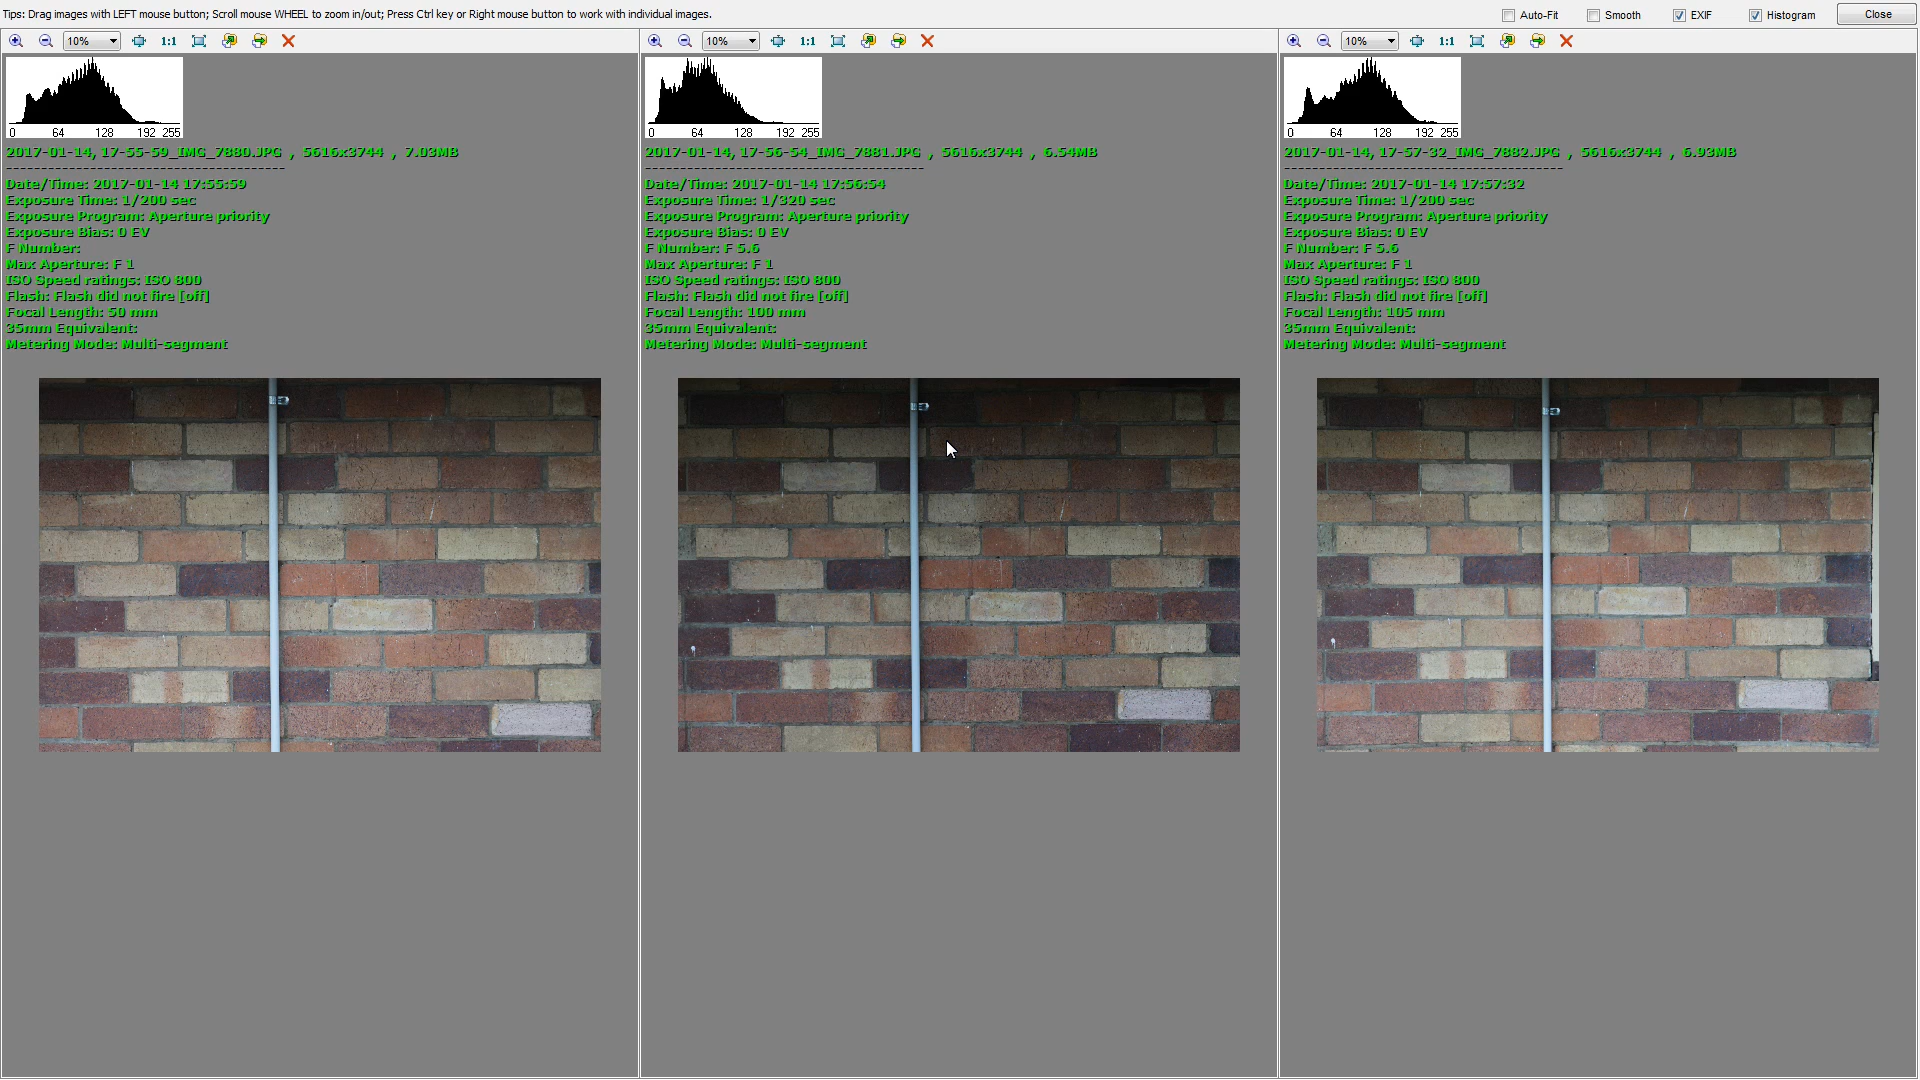 Tips: Drag images with LEFT mouse button; Scroll mouse WHEEL to zoom in/out; Press Ctrl key or Right mouse button to work with individual images.
Auto-Fit Smooth EXIF Histogram Close
10% 1:1
0 64 128 192 255
2017-01-14, 17-55-59_IMG_7880.JPG , 5616x3744 , 7.03MB
----------------------------------------
Date/Time: 2017-01-14 17:55:59
Exposure Time: 1/200 sec
Exposure Program: Aperture priority
Exposure Bias: 0 EV
F Number:
Max Aperture: F 1
ISO Speed ratings: ISO 800
Flash: Flash did not fire [off]
Focal Length: 50 mm
35mm Equivalent:
Metering Mode: Multi-segment
10% 1:1
0 64 128 192 255
2017-01-14, 17-56-54_IMG_7881.JPG , 5616x3744 , 6.54MB
----------------------------------------
Date/Time: 2017-01-14 17:56:54
Exposure Time: 1/320 sec
Exposure Program: Aperture priority
Exposure Bias: 0 EV
F Number: F 5.6
Max Aperture: F 1
ISO Speed ratings: ISO 800
Flash: Flash did not fire [off]
Focal Length: 100 mm
35mm Equivalent:
Metering Mode: Multi-segment
10% 1:1
0 64 128 192 255
2017-01-14, 17-57-32_IMG_7882.JPG , 5616x3744 , 6.93MB
----------------------------------------
Date/Time: 2017-01-14 17:57:32
Exposure Time: 1/200 sec
Exposure Program: Aperture priority
Exposure Bias: 0 EV
F Number: F 5.6
Max Aperture: F 1
ISO Speed ratings: ISO 800
Flash: Flash did not fire [off]
Focal Length: 105 mm
35mm Equivalent:
Metering Mode: Multi-segment